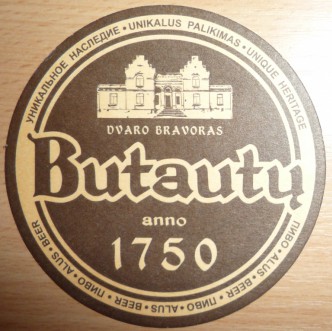 УНИКАЛЬНОЕ НАСЛЕДИЕ • UNIKALUS PALIKIMAS • UNIQUE HERITAGE
DVARO BRAVORAS
Butautų
anno
1750
ПИВО • ALUS • BEER • ПИВО • ALUS • BEER • ПИВО • ALUS • BEER